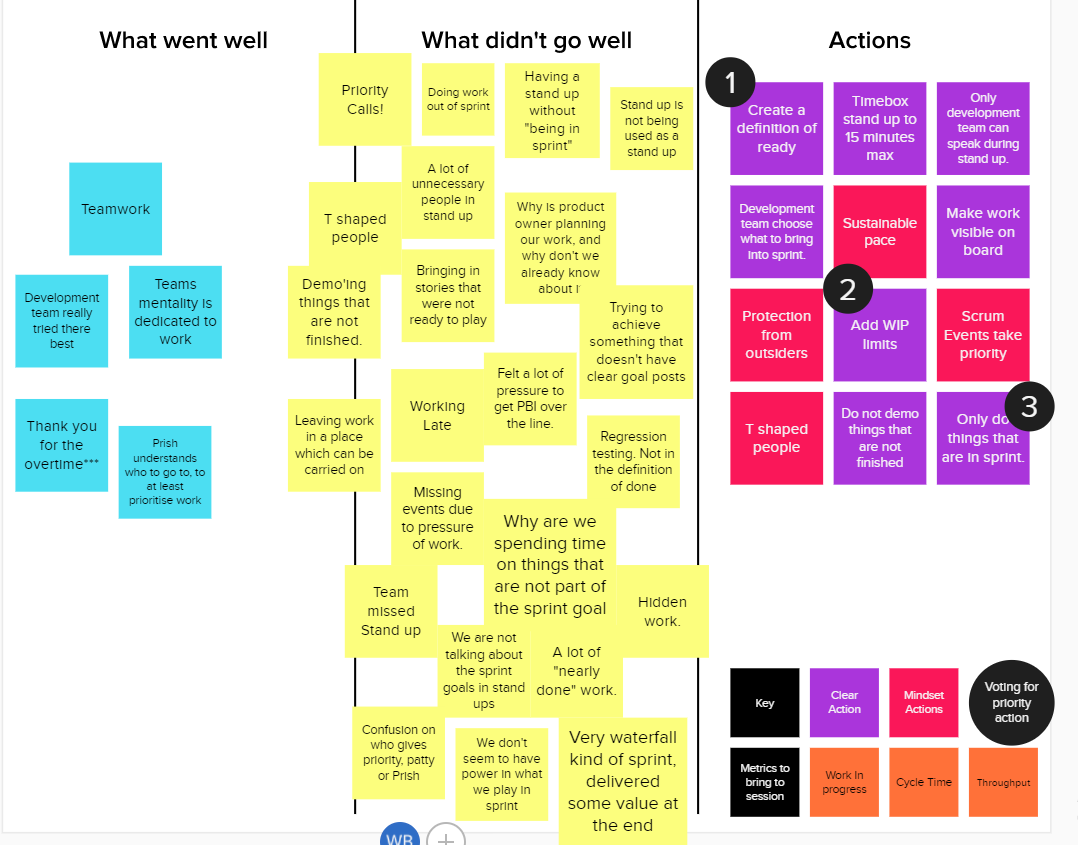 What went well
Teamwork
Development
team really
tried there
best
Teams
mentality is
dedicated to
work
Thank you
for the
overtime***
Prish
understands
who to go to, to
at least
prioritise work
What didn't go well
Priority
Calls!
Doing work
out of sprint
Having a
stand up
without
"being in
sprint"
Stand up is
not being
used as a
stand up
A lot of
unnecessary
people in
stand up
T shaped
people
Why is product
owner planning
our work, and
why don't we
already know
about
Demo'ing
things that
are not
finished.
Bringing in
stories that
were not
ready to play
Trying to
achieve
something that
doesn't have
clear goal posts
Felt a lot of
pressure to
get PBI over
the line.
Working
Late
Leaving work
in a place
which can be
carried on
Regression
testing. Not in
the definition
of done
Missing
events due
to pressure
of work.
Why are we
spending time
on things that
are not part of
the sprint goal
Team
missed
Stand up
Hidden
work.
We are not
talking about
the sprint
goals in stand
ups
A lot of
"nearly
done" work.
Confusion on
who gives
priority, patty
or Prish
We don't
seem to have
power in what
we play in
sprint
Very waterfall
kind of sprint,
delivered
some value at
the end
WB
Actions
1
Create a
definition of
ready
Timebox
stand up to
15 minutes
max
Only
development
team can
speak during
stand up.
Development
team choose
what to bring
into sprint.
Sustainable
pace
Make work
visible on
board
Protection
from
outsiders
2
Add WIP
limits
Scrum
Events take
priority
T shaped
people
Do not demo
things that
are not
finished
3
Only do
things that
are in sprint.
Key
Clear
Action
Mindset
Actions
Voting for
priority
action
Metrics to
bring to
session
Work In
progress
Cycle Time
Throughput